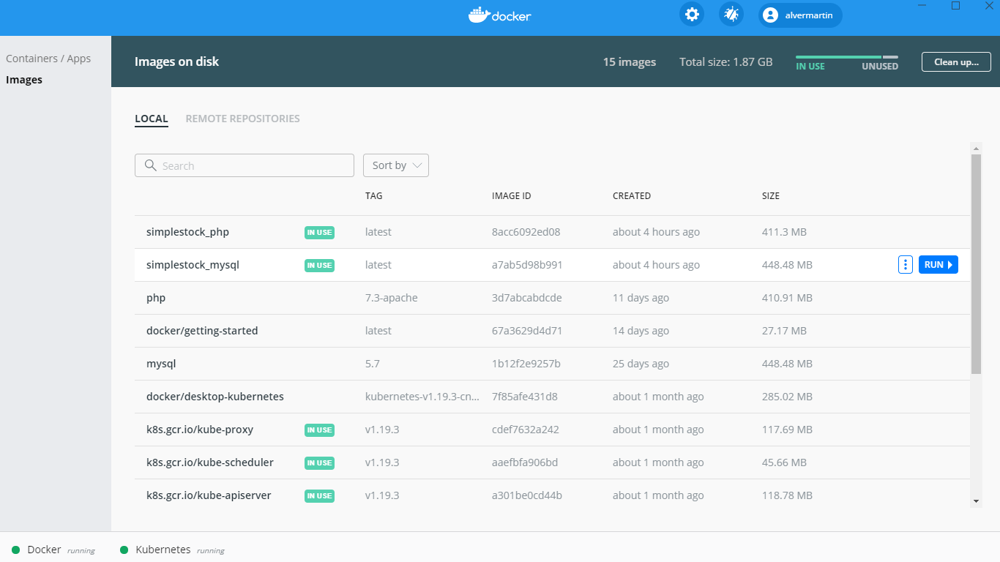 docker
alvermartin
Containers / Apps
Images
Images on disk
15 images
Total size: 1.87 GB
IN USE
UNUSED
Clean up...
LOCAL
REMOTE REPOSITORIES
Search
Sort by
TAG IMAGE ID CREATED SIZE
simplestock_php IN USE latest 8acc6092ed08 about 4 hours ago 411.3 MB
simplestock_mysql IN USE latest a7ab5d98b991 about 4 hours ago 448.48 MB RUN
php 7.3-apache 3d7abcabdcde 11 days ago 410.91 MB
docker/getting-started latest 67a3629d4d71 14 days ago 27.17 MB
mysql 5.7 1b12f2e9257b 25 days ago 448.48 MB
docker/desktop-kubernetes kubernetes-v1.19.3-cn... 7f85afe431d8 about 1 month ago 285.02 MB
k8s.gcr.io/kube-proxy IN USE v1.19.3 cdef7632a242 about 1 month ago 117.69 MB
k8s.gcr.io/kube-scheduler IN USE v1.19.3 aaefbfa906bd about 1 month ago 45.66 MB
k8s.gcr.io/kube-apiserver IN USE v1.19.3 a301be0cd44b about 1 month ago 118.78 MB
Docker running Kubernetes running